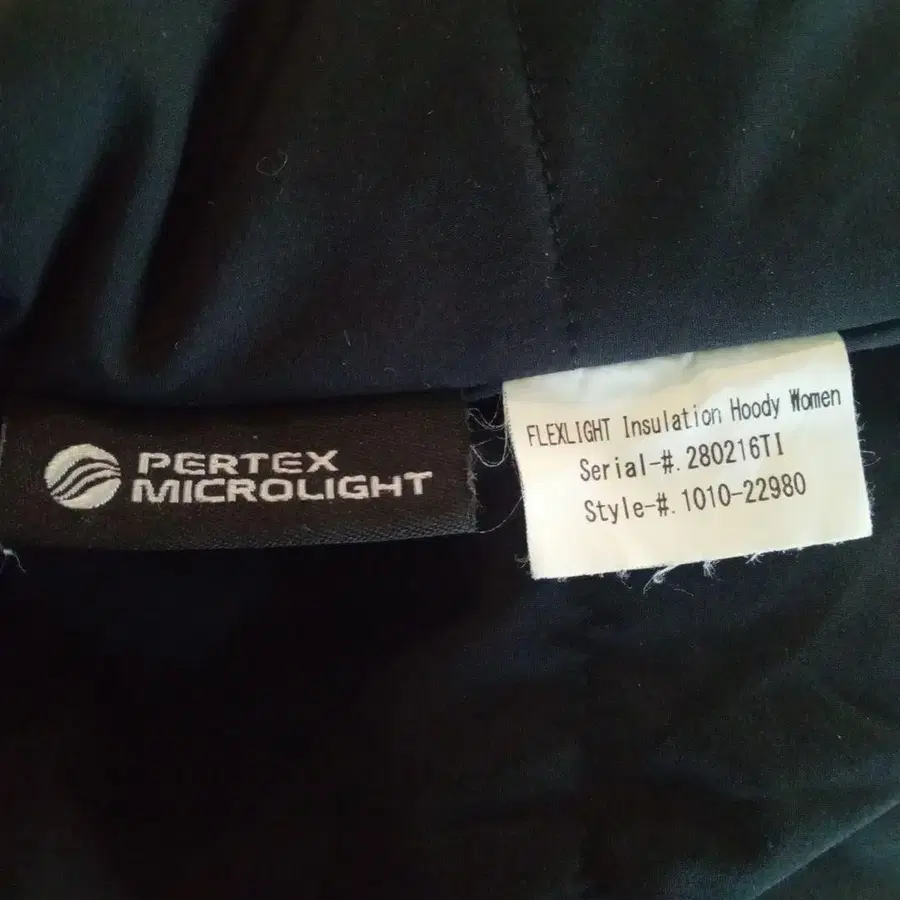 PERTEX
MICROLIGHT
FLEXLIGHT Insulation Hoody Women
Serial-#.280216TI
Style-#.1010-22980